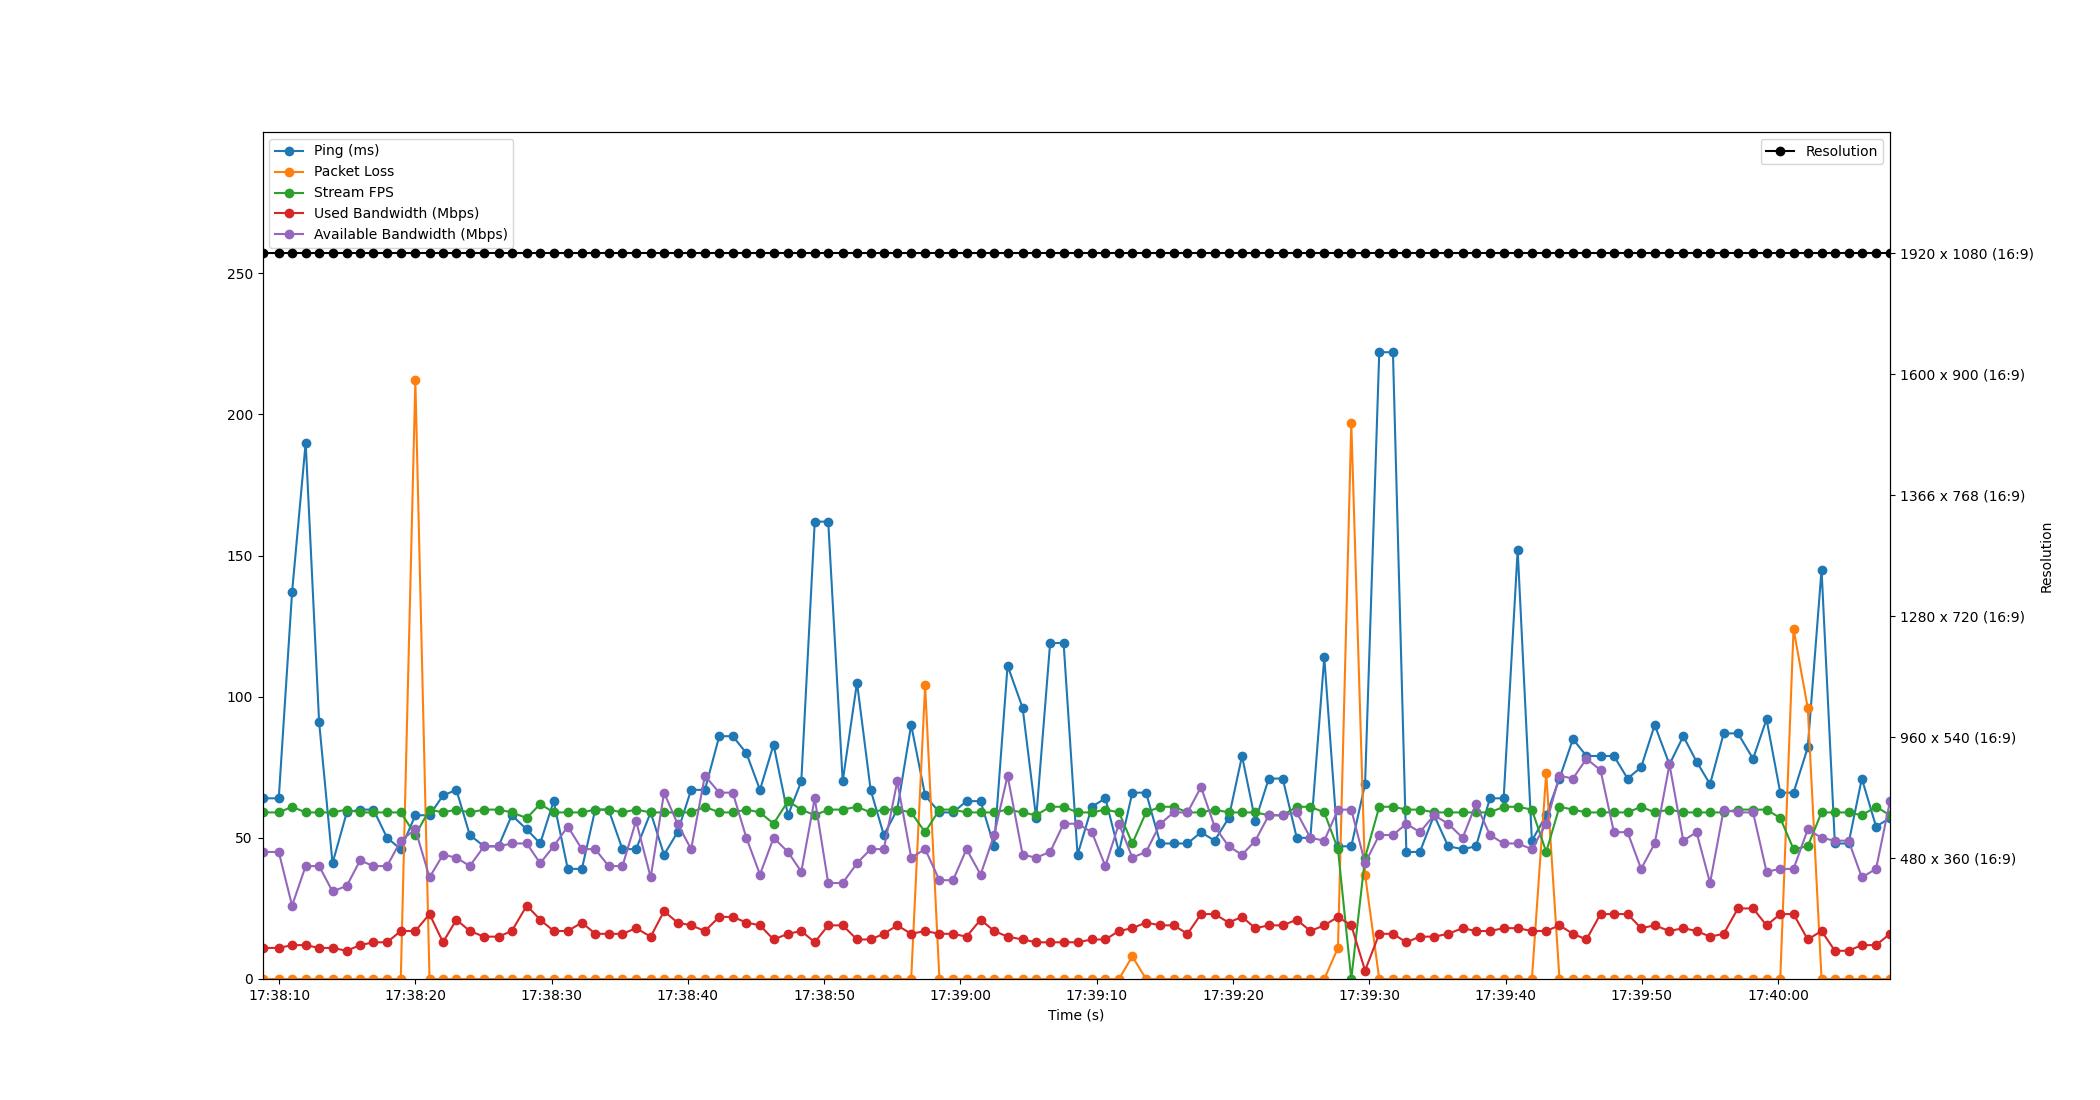 Ping (ms)
Packet Loss
Stream FPS
Used Bandwidth (Mbps)
Available Bandwidth (Mbps)
Resolution
250
200
150
100
50
0
1920 x 1080 (16:9)
1600 x 900 (16:9)
1366 x 768 (16:9)
1280 x 720 (16:9)
960 x 540 (16:9)
480 x 360 (16:9)
Resolution
17:38:10 17:38:20 17:38:30 17:38:40 17:38:50 17:39:00 17:39:10 17:39:20 17:39:30 17:39:40 17:39:50 17:40:00
Time (s)